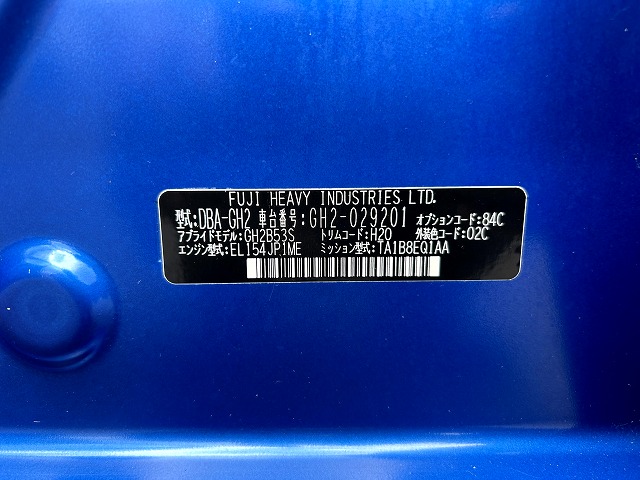 FUJI HEAVY INDUSTRIES LTD.
型式:DBA-GH2 車台番号:GH2-029201 オプションコード:84C
アプライドモデル:GH2B53S トリムコード:H20 外装色コード:02C
エンジン型式:EL154JP1ME ミッション型式:TA1B8EQ1AA